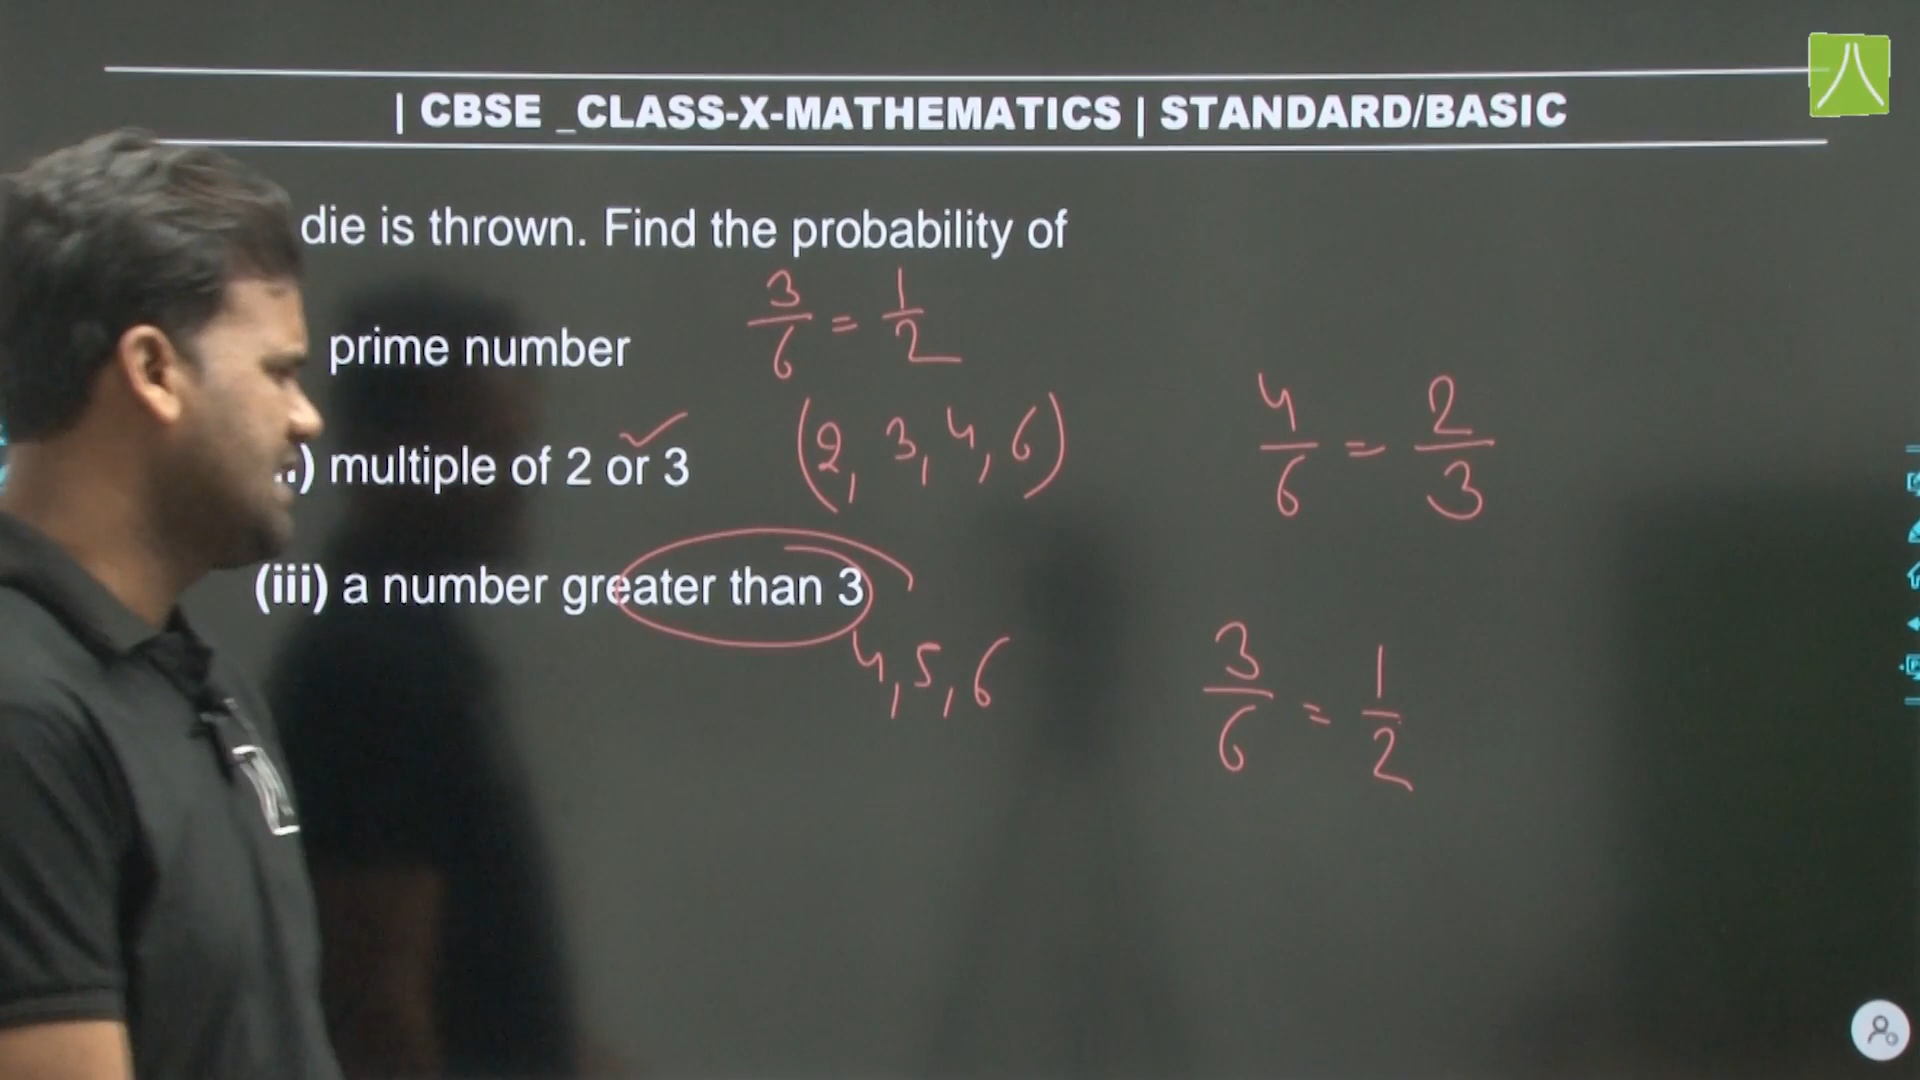 | CBSE _CLASS-X-MATHEMATICS | STANDARD/BASIC
die is thrown. Find the probability of
prime number 3/6 = 1/2
.) multiple of 2 or 3 (2, 3, 4, 6) 4/6 = 2/3
(iii) a number greater than 3
4, 5, 6 3/6 = 1/2